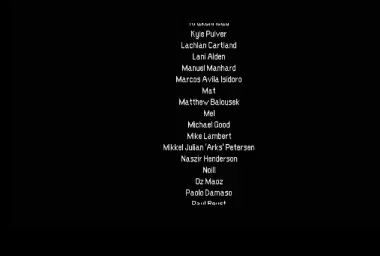 Kyle Pulver
Lachlan Cartland
Lani Alden
Manuel Manhard
Marcos Avila Isidoro
Mat
Matthew Balousek
Mel
Michael Good
Mike Lambert
Mikkel Julian 'Arks' Petersen
Naszir Henderson
Noill
Oz Maoz
Paolo Damaso